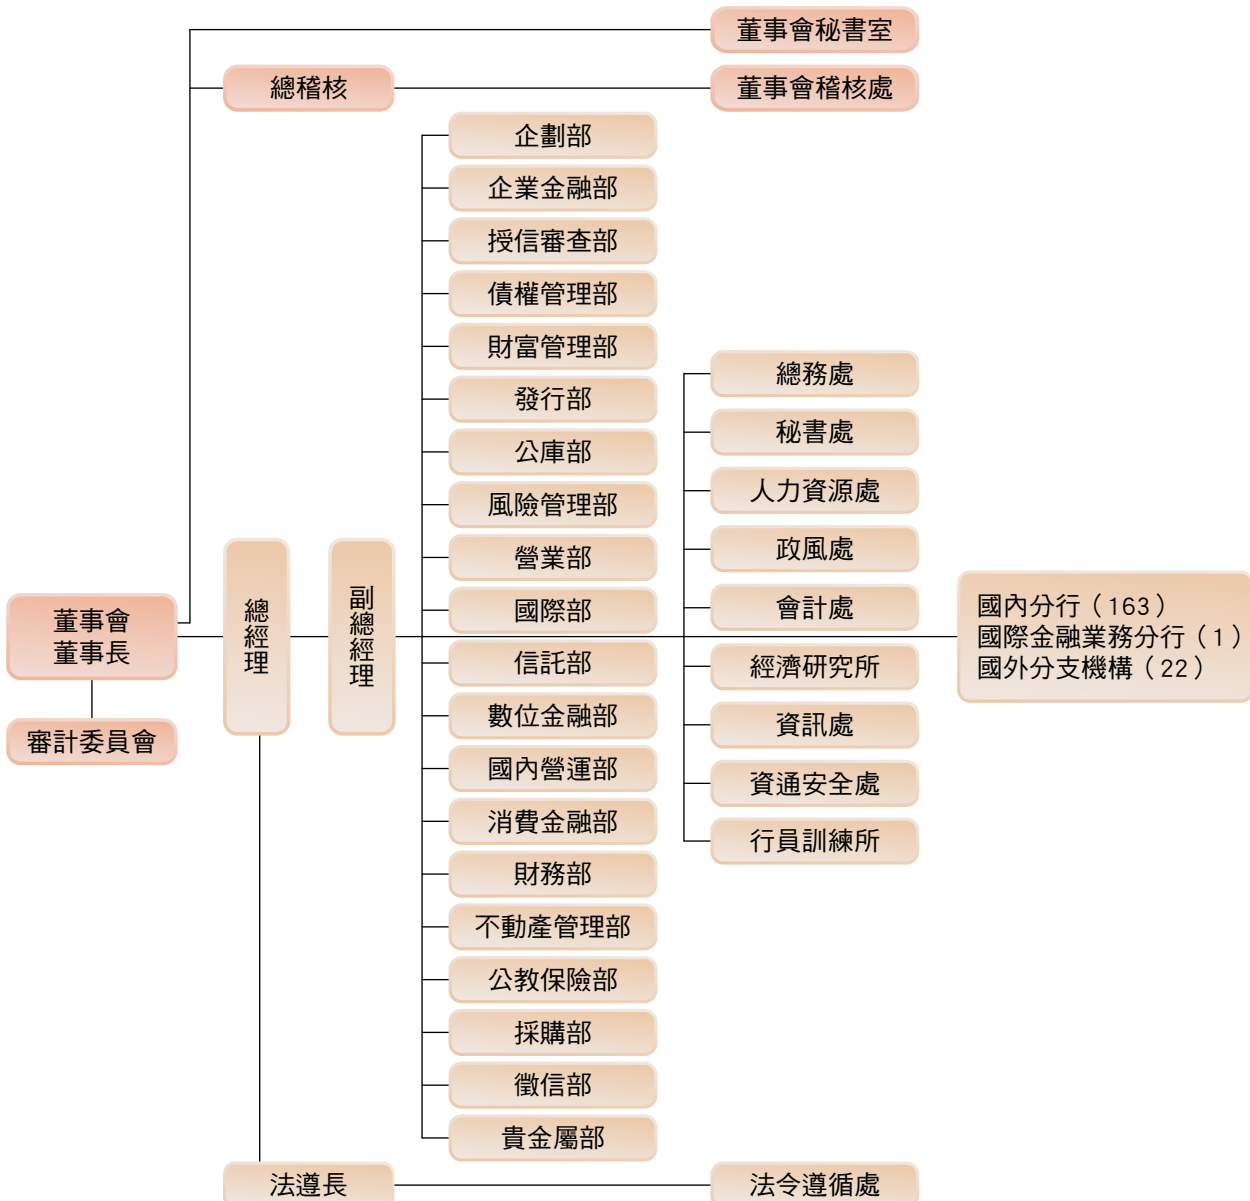 董事會秘書室
總稽核
董事會稽核處
企劃部
企業金融部
授信審查部
債權管理部
財富管理部
發行部
公庫部
風險管理部
營業部
國際部
信託部
數位金融部
國內營運部
消費金融部
財務部
不動產管理部
公教保險部
採購部
徵信部
貴金屬部
總務處
秘書處
人力資源處
政風處
會計處
經濟研究所
資訊處
資通安全處
行員訓練所
董事會
董事長
審計委員會
總經理
副總經理
國內分行（163）
國際金融業務分行（1）
國外分支機構（22）
法遵長
法令遵循處